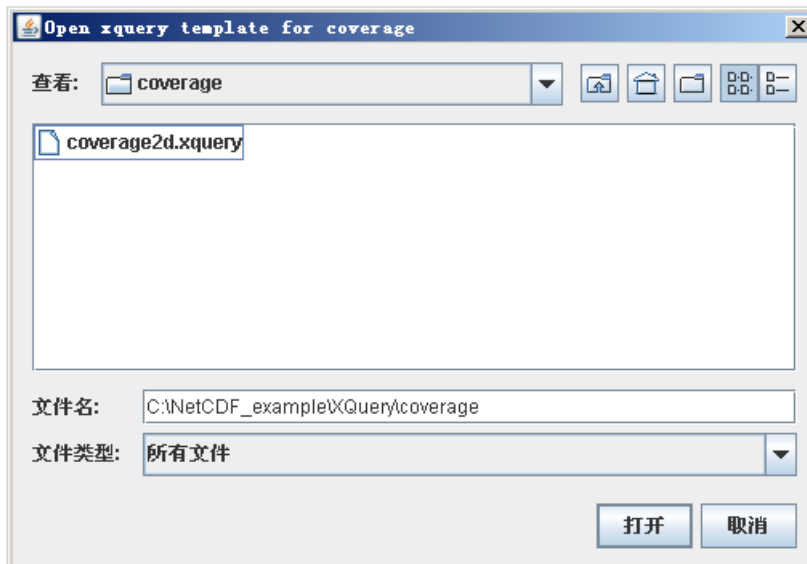 Open xquery template for coverage
查看: coverage
coverage2d.xquery
文件名: C:\NetCDF_example\XQuery\coverage
文件类型: 所有文件
打开 取消